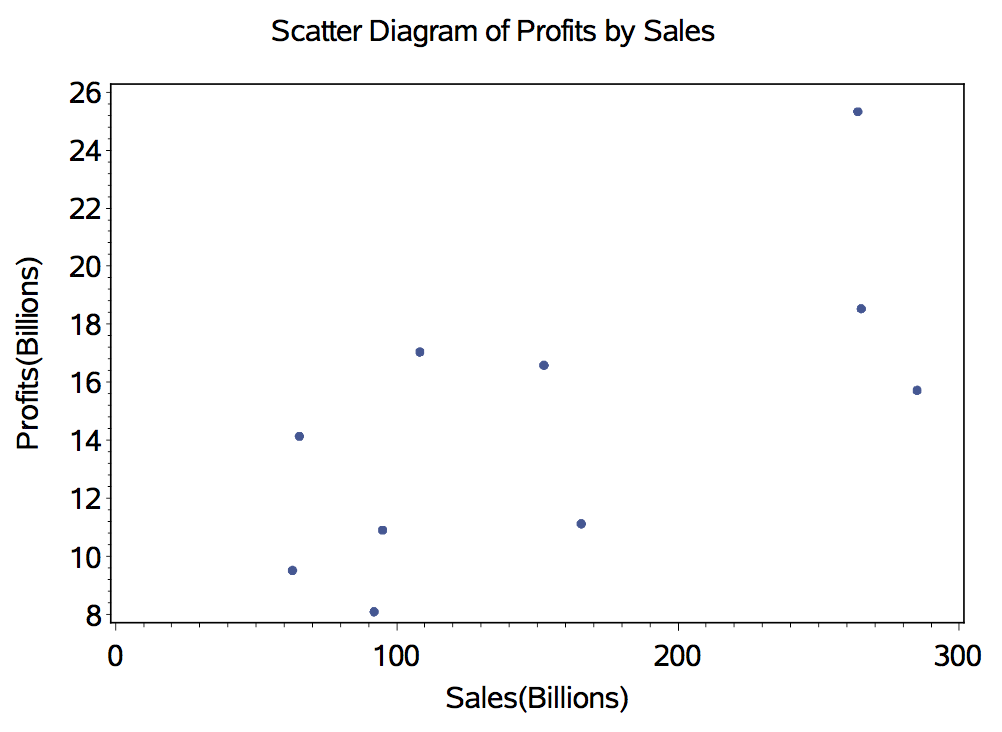 Scatter Diagram of Profits by Sales
26
24
22
20
18
16
14
12
10
8
Profits(Billions)
0 100 200 300
Sales(Billions)